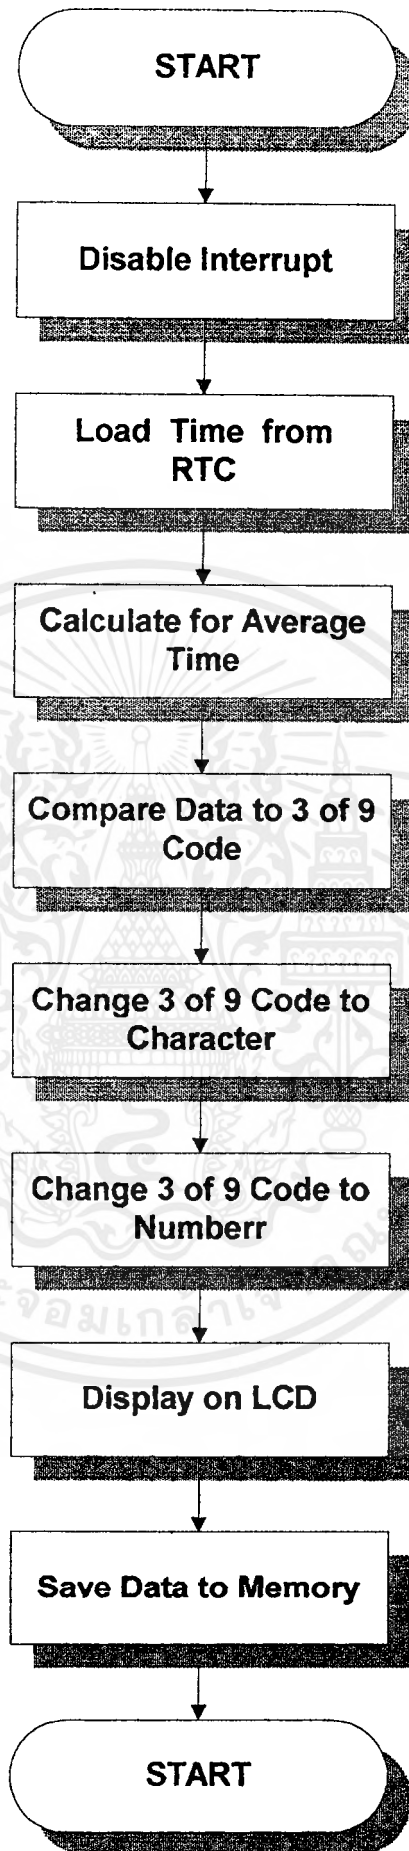 START
Disable Interrupt
Load Time from
RTC
Calculate for Average
Time
Compare Data to 3 of 9
Code
Change 3 of 9 Code to
Character
Change 3 of 9 Code to
Numberr
Display on LCD
Save Data to Memory
START